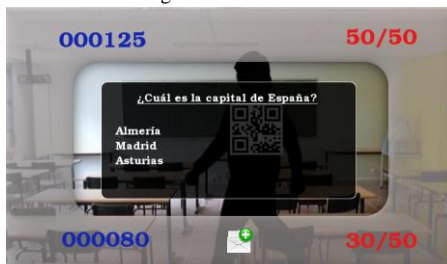 000125
50/50
¿Cuál es la capital de España?
Almería
Madrid
Asturias
000080
30/50